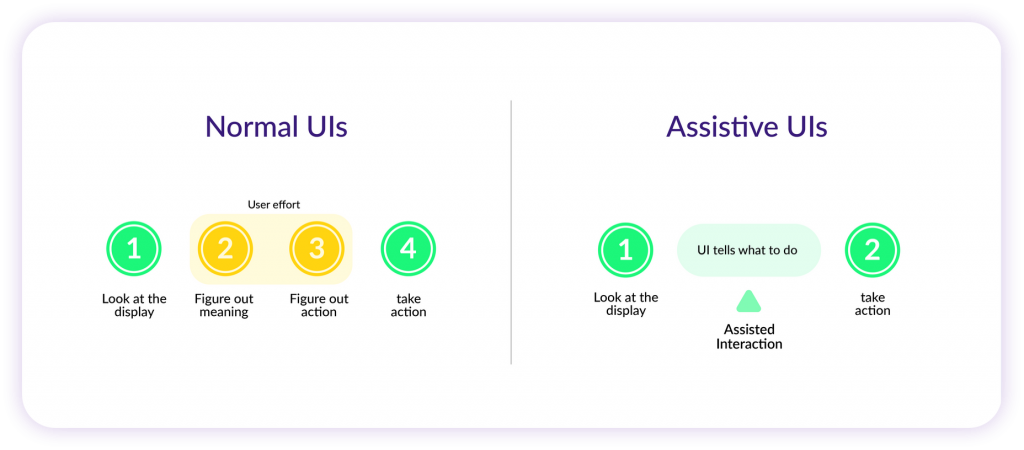 Normal UIs
User effort
1
2
3
4
Look at the
display
Figure out
meaning
Figure out
action
take
action
Assistive UIs
1
UI tells what to do
2
Look at the
display
Assisted
Interaction
take
action